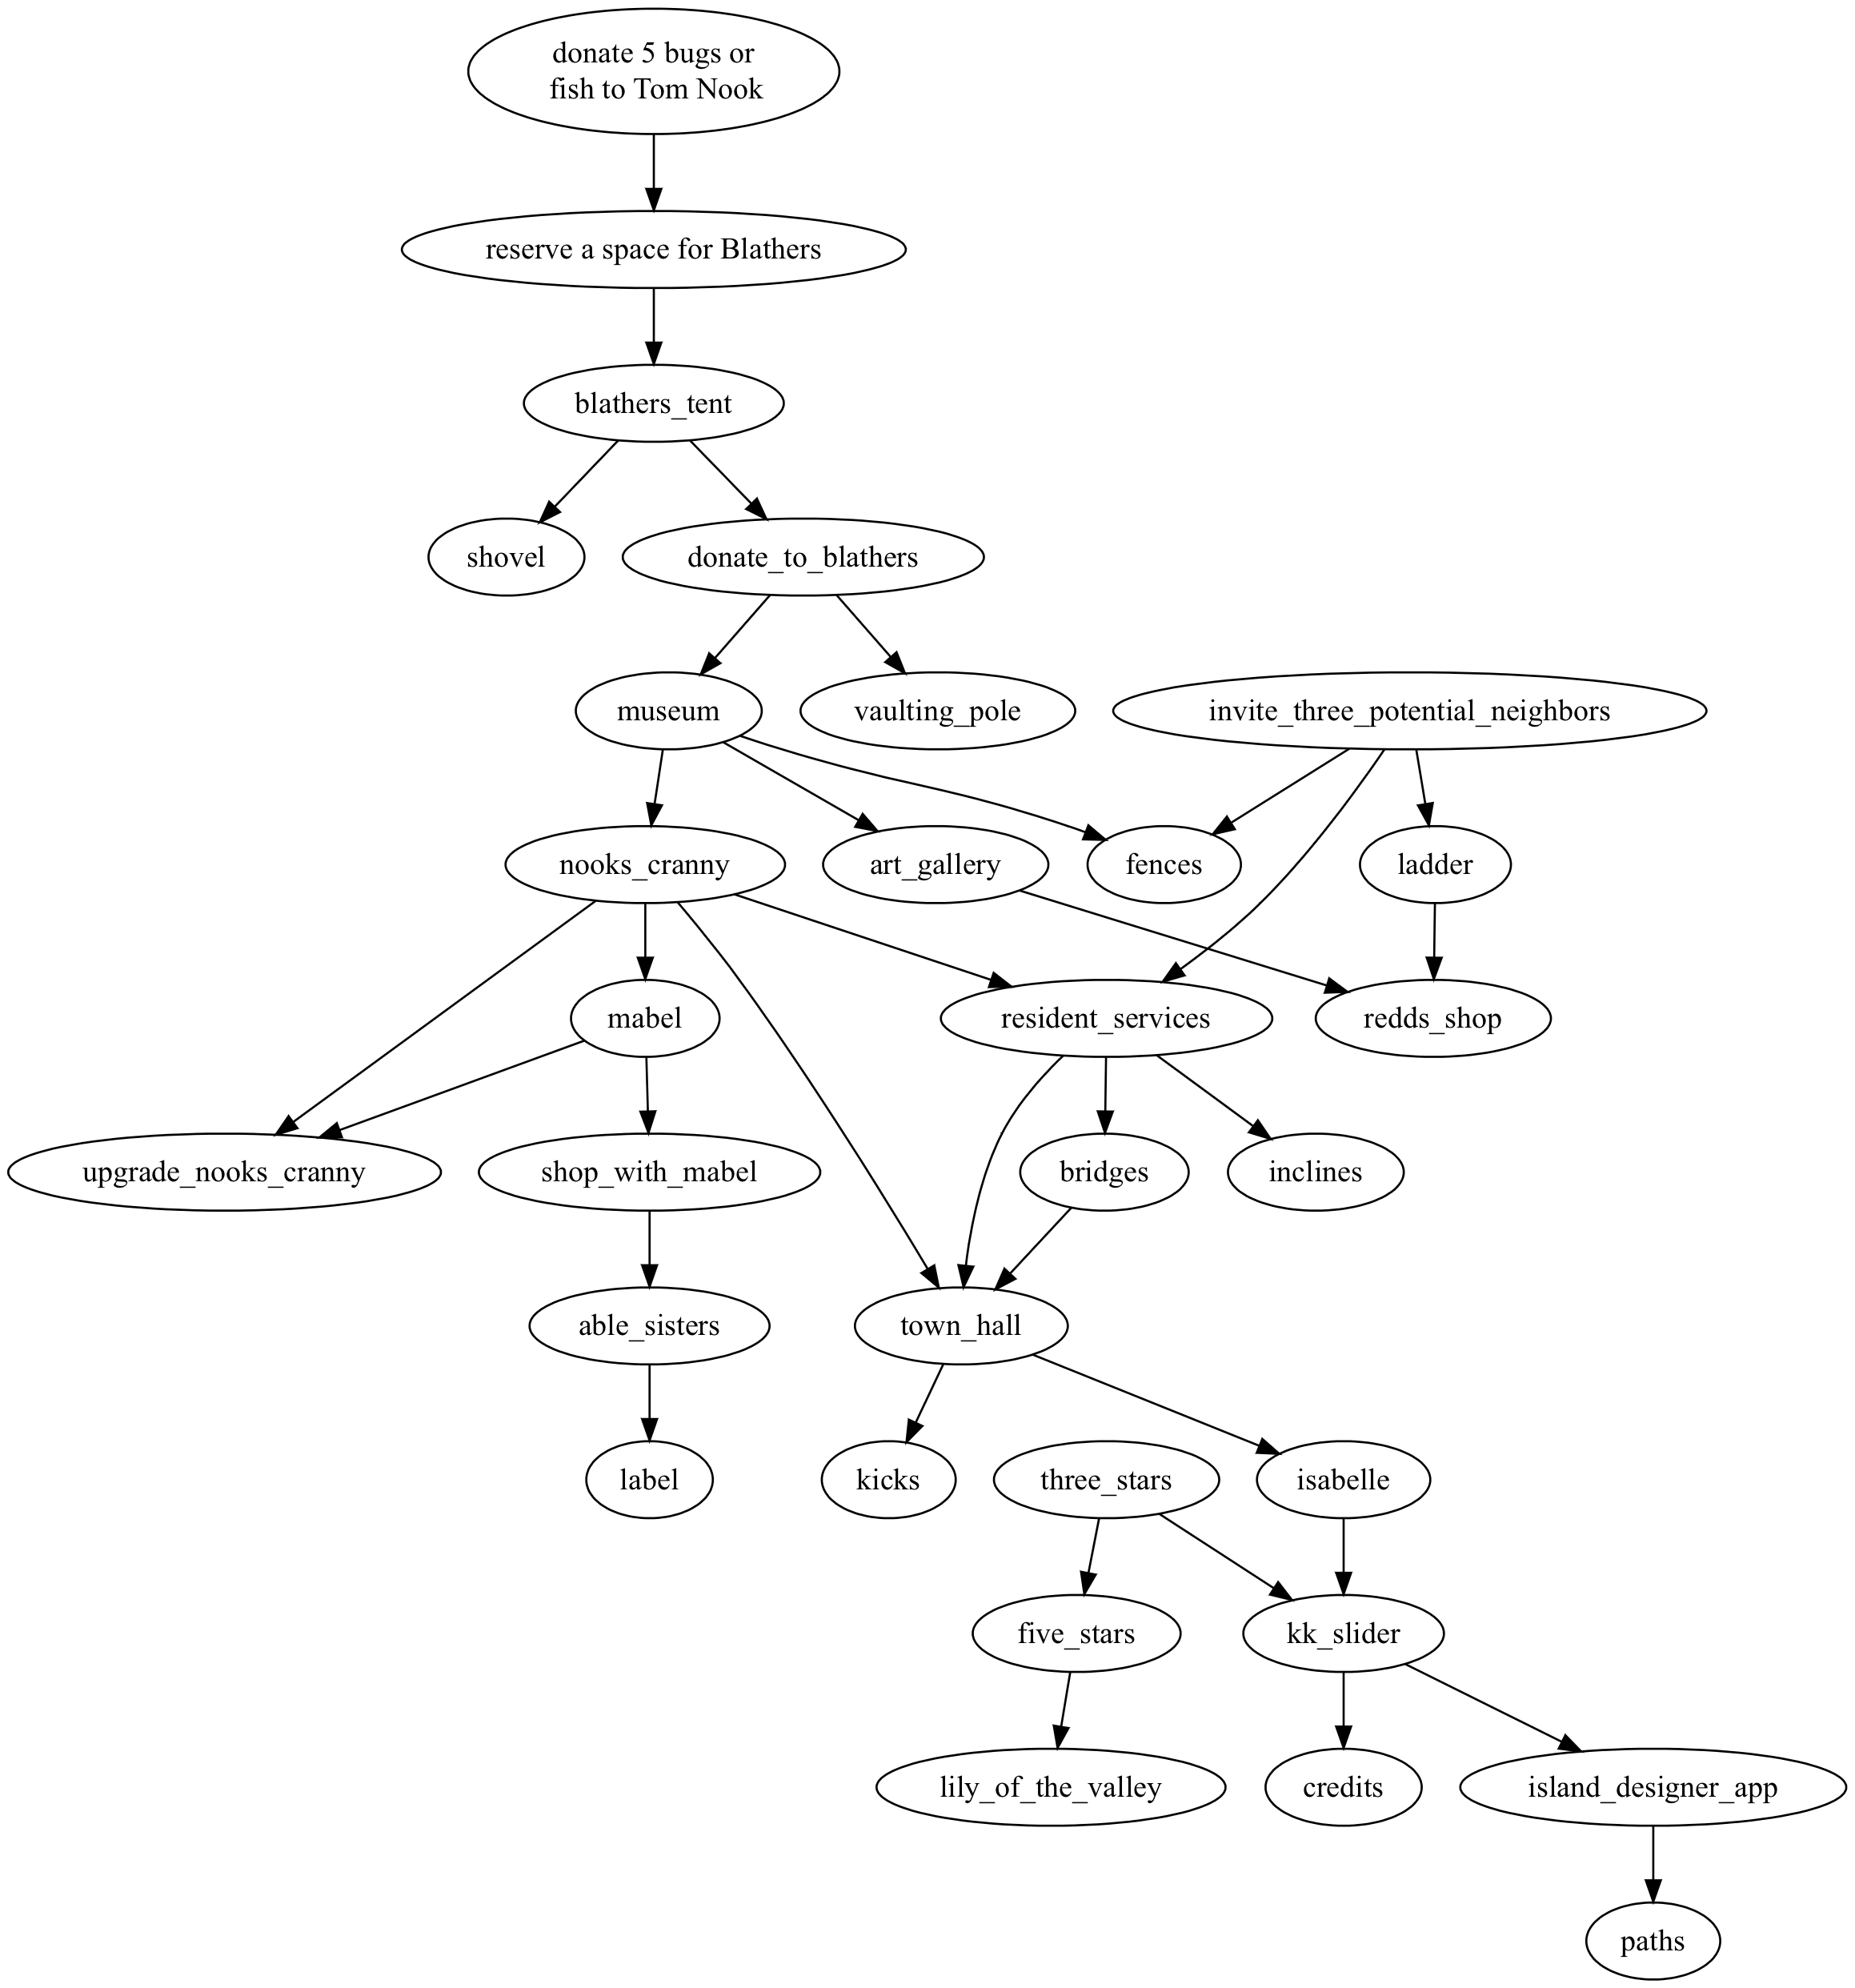 donate 5 bugs or
fish to Tom Nook
reserve a space for Blathers
blathers_tent
shovel
donate_to_blathers
museum
vaulting_pole
invite_three_potential_neighbors
nooks_cranny
art_gallery
fences
ladder
mabel
resident_services
redds_shop
upgrade_nooks_cranny
shop_with_mabel
bridges
inclines
able_sisters
town_hall
label
kicks
three_stars
isabelle
five_stars
kk_slider
lily_of_the_valley
credits
island_designer_app
paths